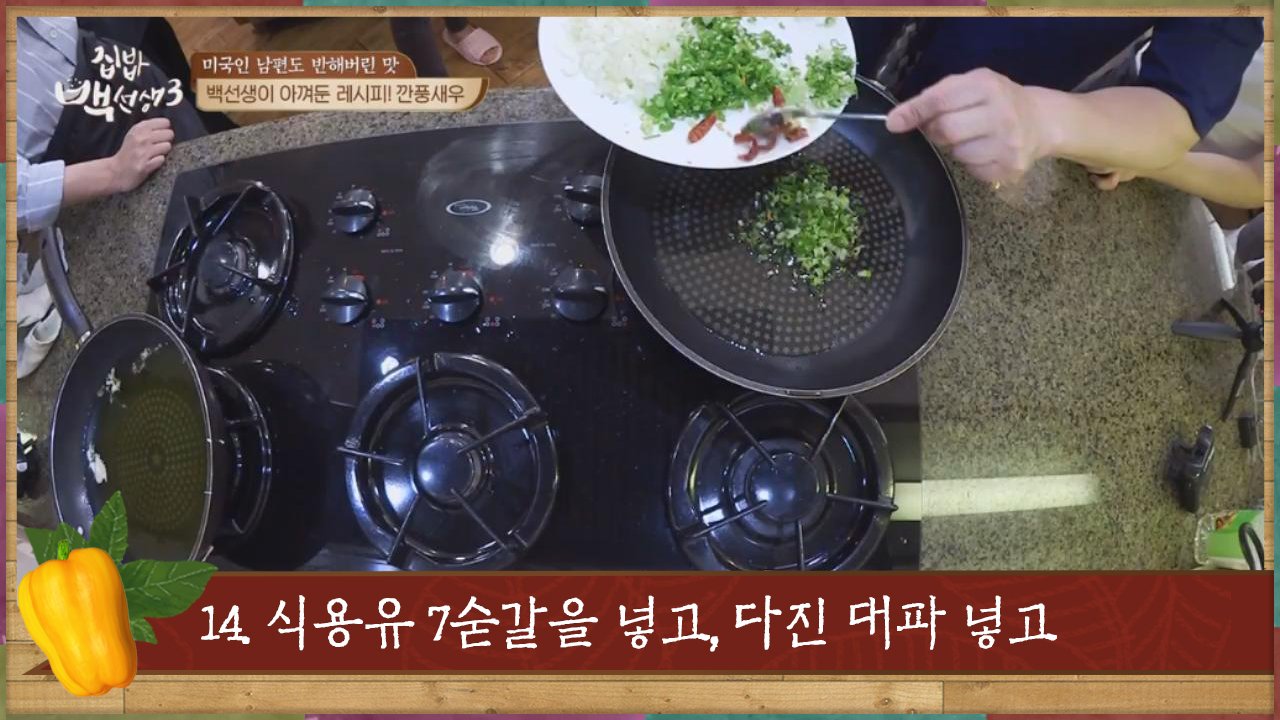 집밥
백선생3
미국인 남편도 반해버린 맛
백선생이 아껴둔 레시피! 깐풍새우
14. 식용유 7숟갈을 넣고, 다진 대파 넣고